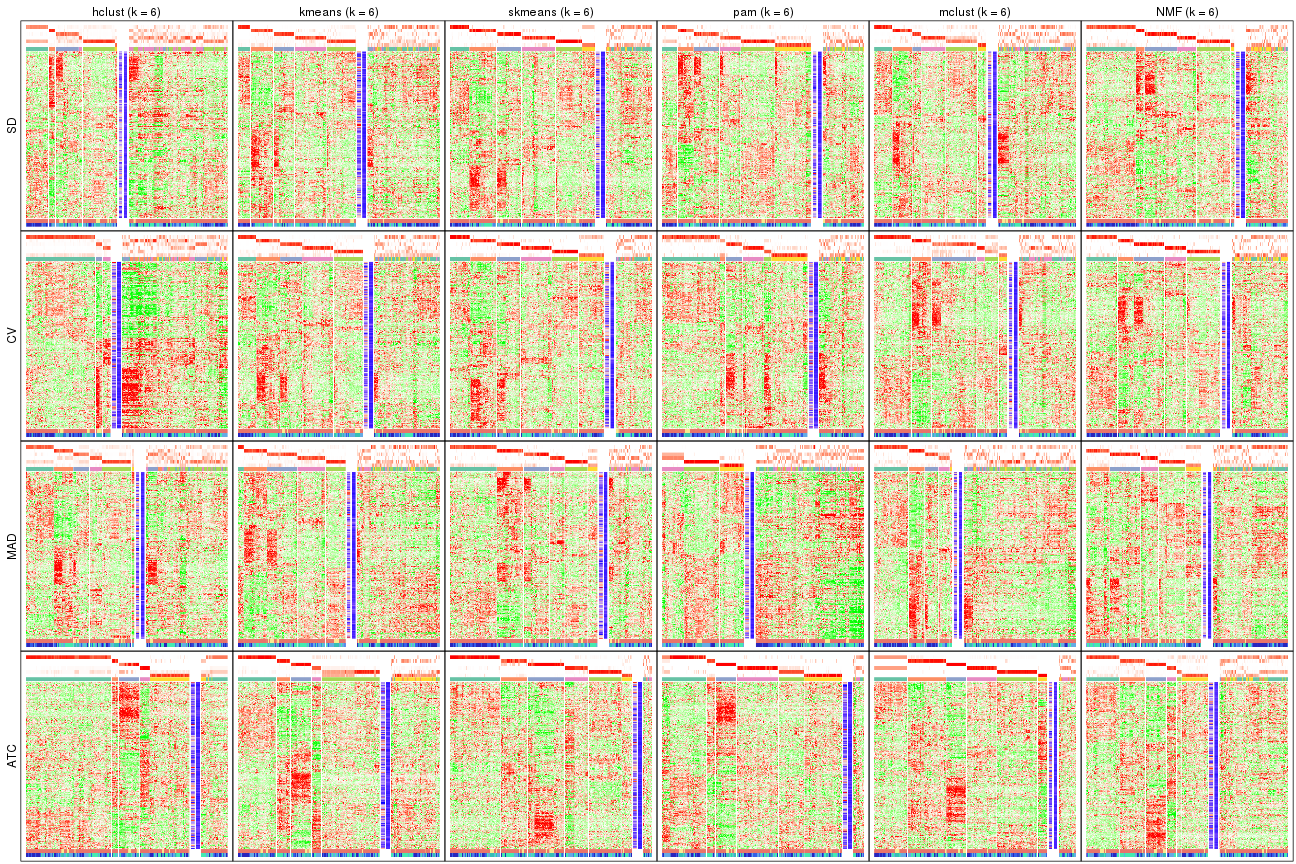 hclust (k = 6) kmeans (k = 6) skmeans (k = 6) pam (k = 6) mclust (k = 6) NMF (k = 6)
SD
CV
MAD
ATC